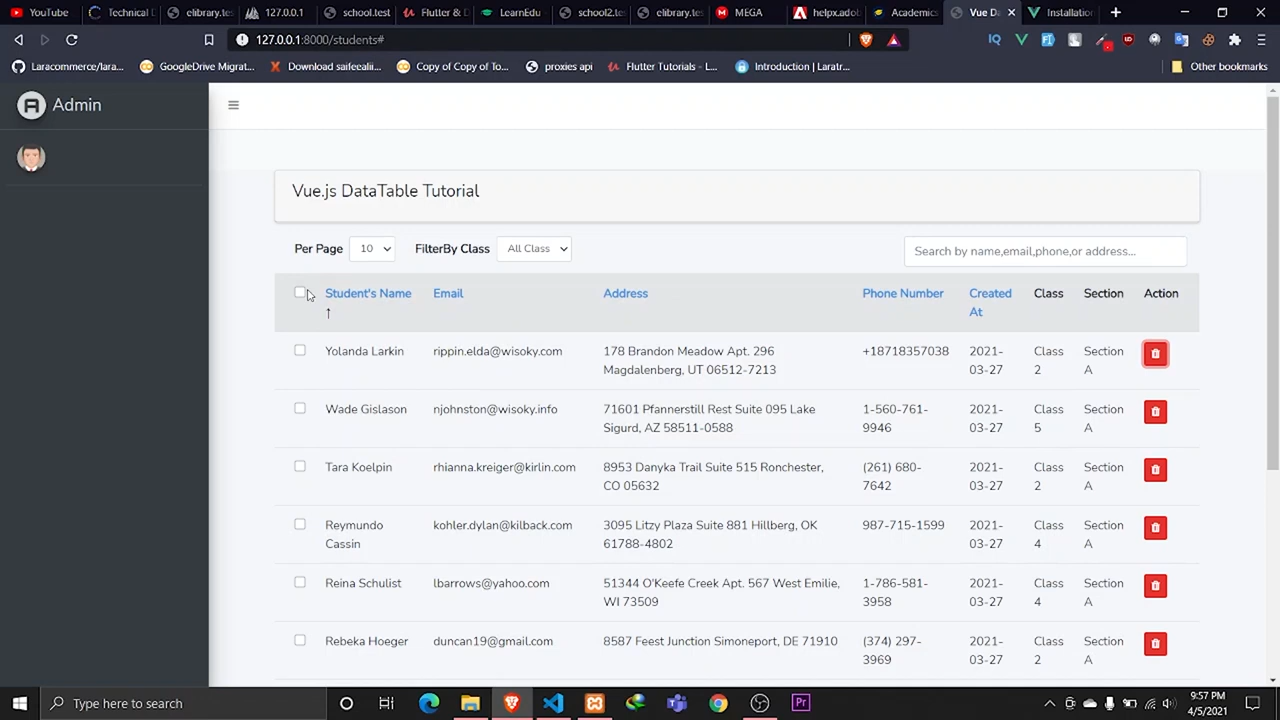 YouTube
Technical D
elibrary.tes
127.0.0.1
school.test
Flutter & D
LearnEdu
school2.tes
elibrary.tes
MEGA
helpx.adob
Academics
Vue Da
Installation
127.0.0.1:8000/students#
Laracommerce/lara...
GoogleDrive Migrat...
Download saifeealii...
Copy of Copy of To...
proxies api
Flutter Tutorials - L...
Introduction | Laratr...
Other bookmarks
Admin
Vue.js DataTable Tutorial
Per Page 10 FilterBy Class All Class Search by name,email,phone,or address...
Student's Name ↑ Email Address Phone Number Created At Class Section Action
Yolanda Larkin rippin.elda@wisoky.com 178 Brandon Meadow Apt. 296 +18718357038 2021- Class Section
Magdalenberg, UT 06512-7213 03-27 2 A
Wade Gislason njohnston@wisoky.info 71601 Pfannerstill Rest Suite 095 Lake 1-560-761- 2021- Class Section
Sigurd, AZ 58511-0588 9946 03-27 5 A
Tara Koelpin rhianna.kreiger@kirlin.com 8953 Danyka Trail Suite 515 Ronchester, (261) 680- 2021- Class Section
CO 05632 7642 03-27 2 A
Reymundo kohler.dylan@kilback.com 3095 Litzy Plaza Suite 881 Hillberg, OK 987-715-1599 2021- Class Section
Cassin 61788-4802 03-27 4 A
Reina Schulist lbarrows@yahoo.com 51344 O'Keefe Creek Apt. 567 West Emilie, 1-786-581- 2021- Class Section
WI 73509 3958 03-27 4 A
Rebeka Hoeger duncan19@gmail.com 8587 Feest Junction Simoneport, DE 71910 (374) 297- 2021- Class Section
3969 03-27 2 A
Type here to search
9:57 PM
4/5/2021